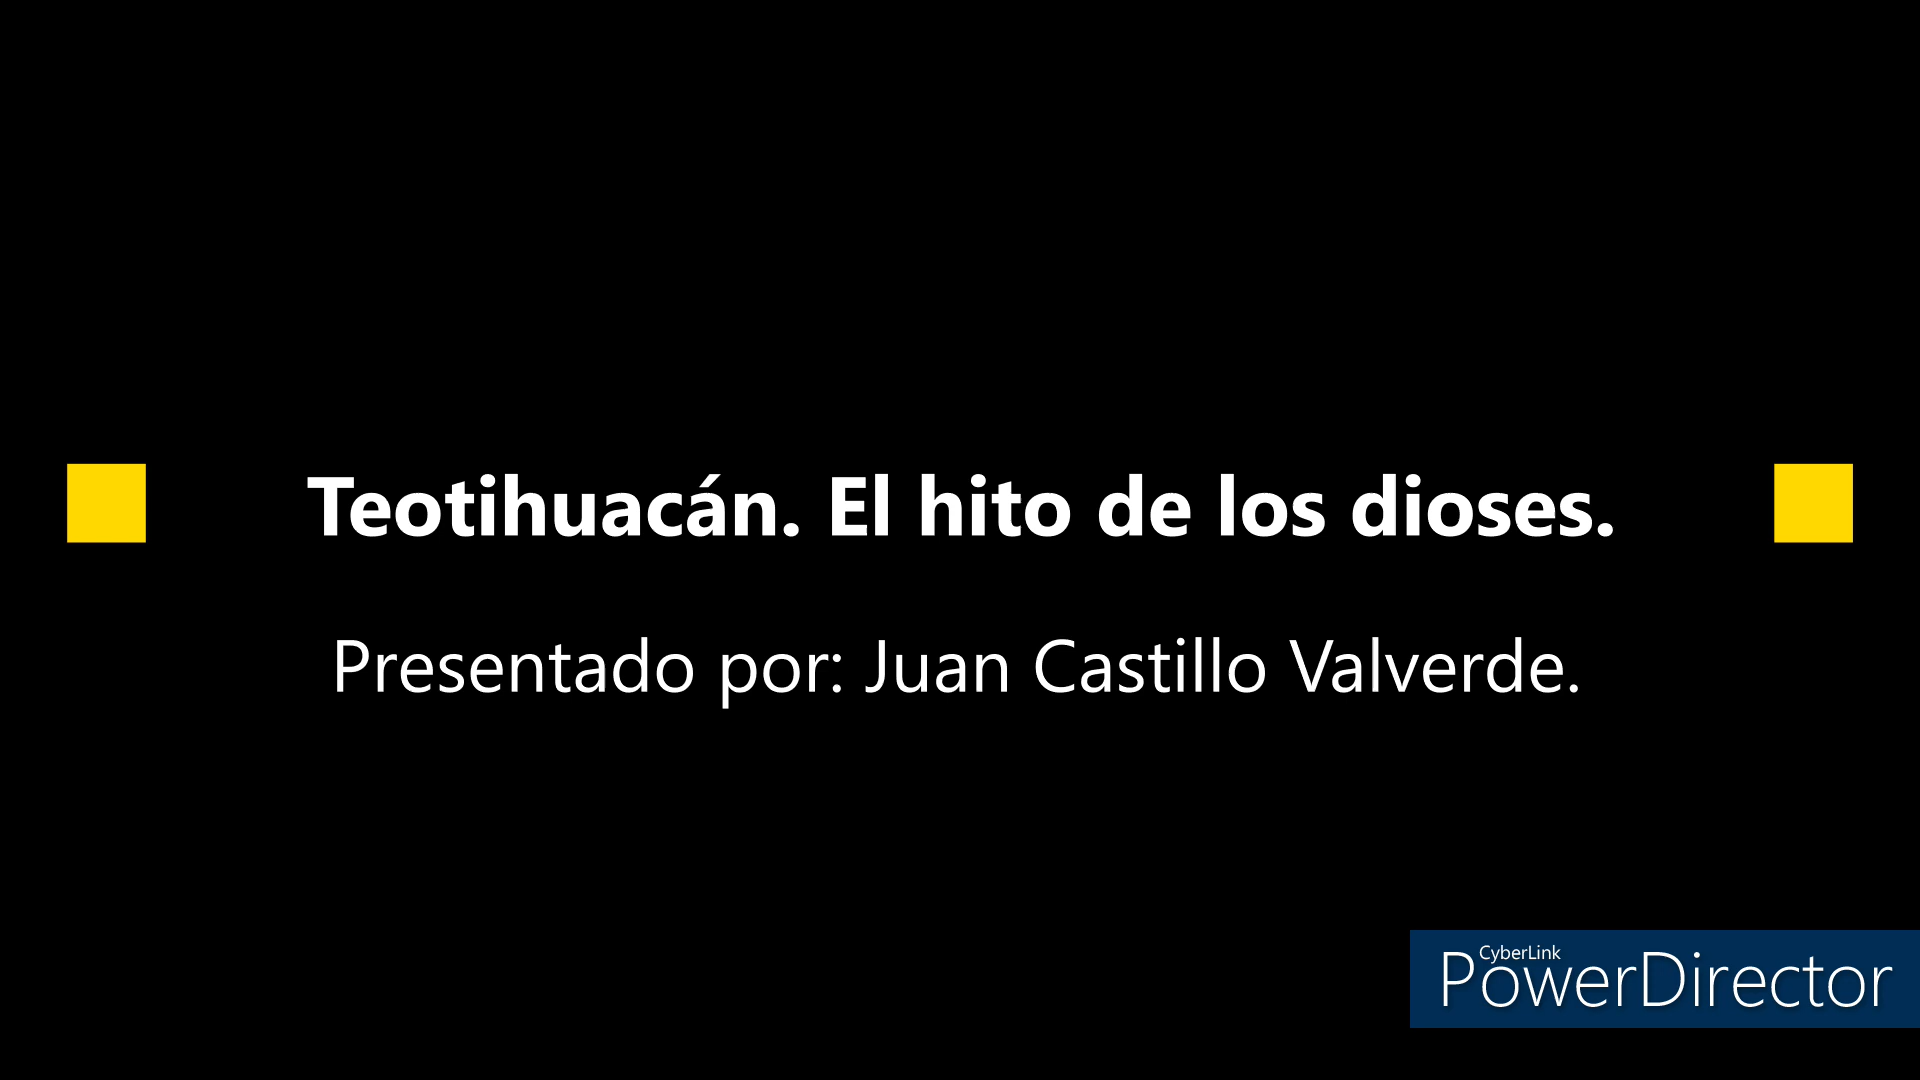 Teotihuacán. El hito de los dioses.
Presentado por: Juan Castillo Valverde.
CyberLink
PowerDirector